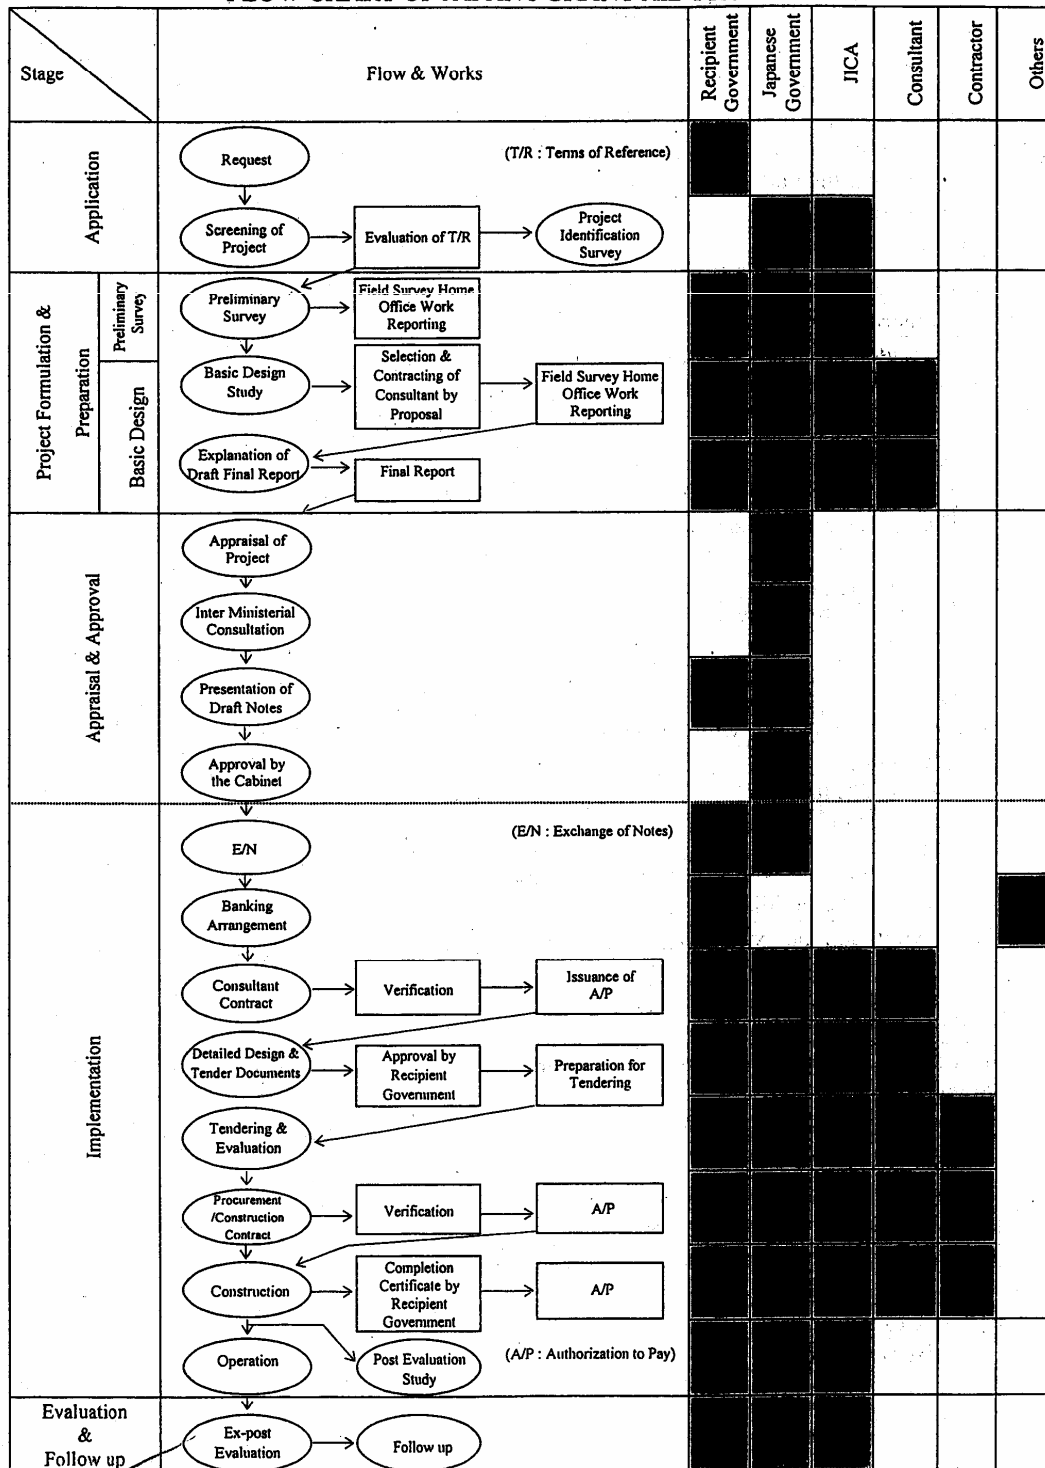 Stage
Flow & Works
Recipient
Government
Japanese
Government
JICA
Consultant
Contractor
Others
Application
Request
(T/R : Terms of Reference)
Screening of
Project
Evaluation of T/R
Project
Identification
Survey
Project Formulation &
Preparation
Preliminary
Survey
Preliminary
Survey
Field Survey Home
Office Work
Reporting
Basic Design
Basic Design
Study
Selection &
Contracting of
Consultant by
Proposal
Field Survey Home
Office Work
Reporting
Explanation of
Draft Final Report
Final Report
Appraisal & Approval
Appraisal of
Project
Inter Ministerial
Consultation
Presentation of
Draft Notes
Approval by
the Cabinet
Implementation
E/N
(E/N : Exchange of Notes)
Banking
Arrangement
Consultant
Contract
Verification
Issuance of
A/P
Detailed Design &
Tender Documents
Approval by
Recipient
Government
Preparation for
Tendering
Tendering &
Evaluation
Procurement
/Construction
Contract
Verification
A/P
Construction
Completion
Certificate by
Recipient
Government
A/P
Operation
Post Evaluation
Study
(A/P : Authorization to Pay)
Evaluation
&
Follow up
Ex-post
Evaluation
Follow up